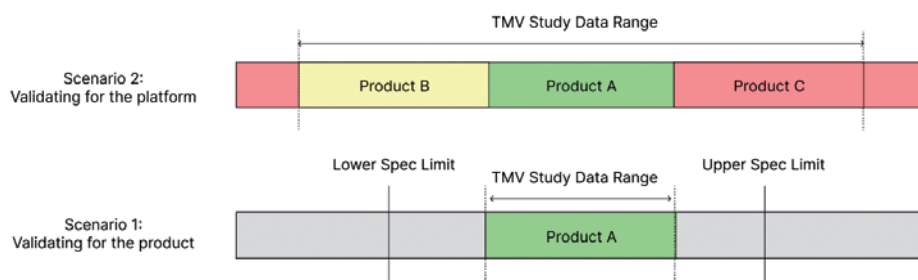 TMV Study Data Range
Scenario 2:
Validating for the platform
Product B
Product A
Product C
Lower Spec Limit
TMV Study Data Range
Upper Spec Limit
Scenario 1:
Validating for the product
Product A